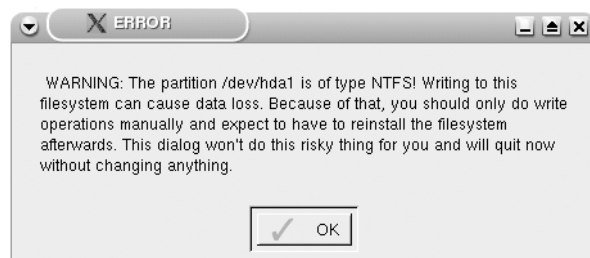 ERROR
WARNING: The partition /dev/hda1 is of type NTFS! Writing to this
filesystem can cause data loss. Because of that, you should only do write
operations manually and expect to have to reinstall the filesystem
afterwards. This dialog won't do this risky thing for you and will quit now
without changing anything.
OK